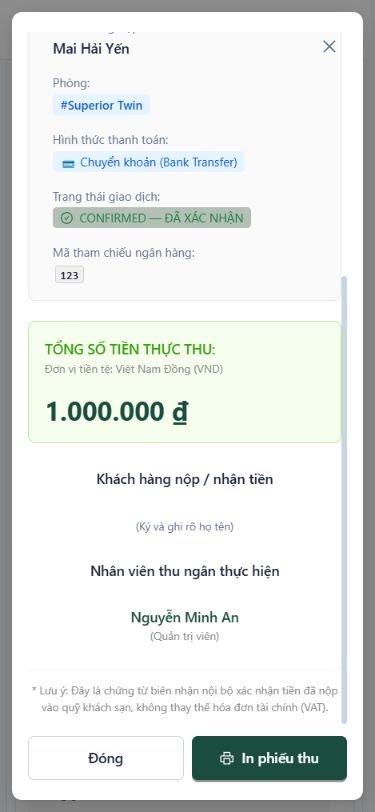 Mai Hải Yến
Phòng:
#Superior Twin
Hình thức thanh toán:
Chuyển khoản (Bank Transfer)
Trạng thái giao dịch:
CONFIRMED — ĐÃ XÁC NHẬN
Mã tham chiếu ngân hàng:
123
TỔNG SỐ TIỀN THỰC THU:
Đơn vị tiền tệ: Việt Nam Đồng (VND)
1.000.000 ₫
Khách hàng nộp / nhận tiền
(Ký và ghi rõ họ tên)
Nhân viên thu ngân thực hiện
Nguyễn Minh An
(Quản trị viên)
* Lưu ý: Đây là chứng từ biên nhận nội bộ xác nhận tiền đã nộp
vào quỹ khách sạn, không thay thế hóa đơn tài chính (VAT).
Đóng
In phiếu thu